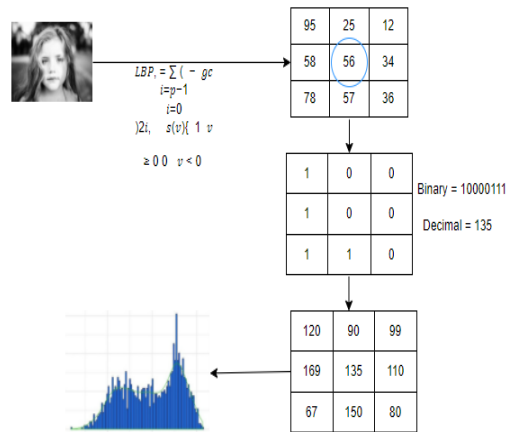 95 25 12
58 56 34
78 57 36
LBP, = ∑ ( − gc
i=p−1
i=0
)2i, s(v){ 1 v
≥ 0 0 v < 0
1 0 0
1 0 0
1 1 0
Binary = 10000111
Decimal = 135
120 90 99
169 135 110
67 150 80